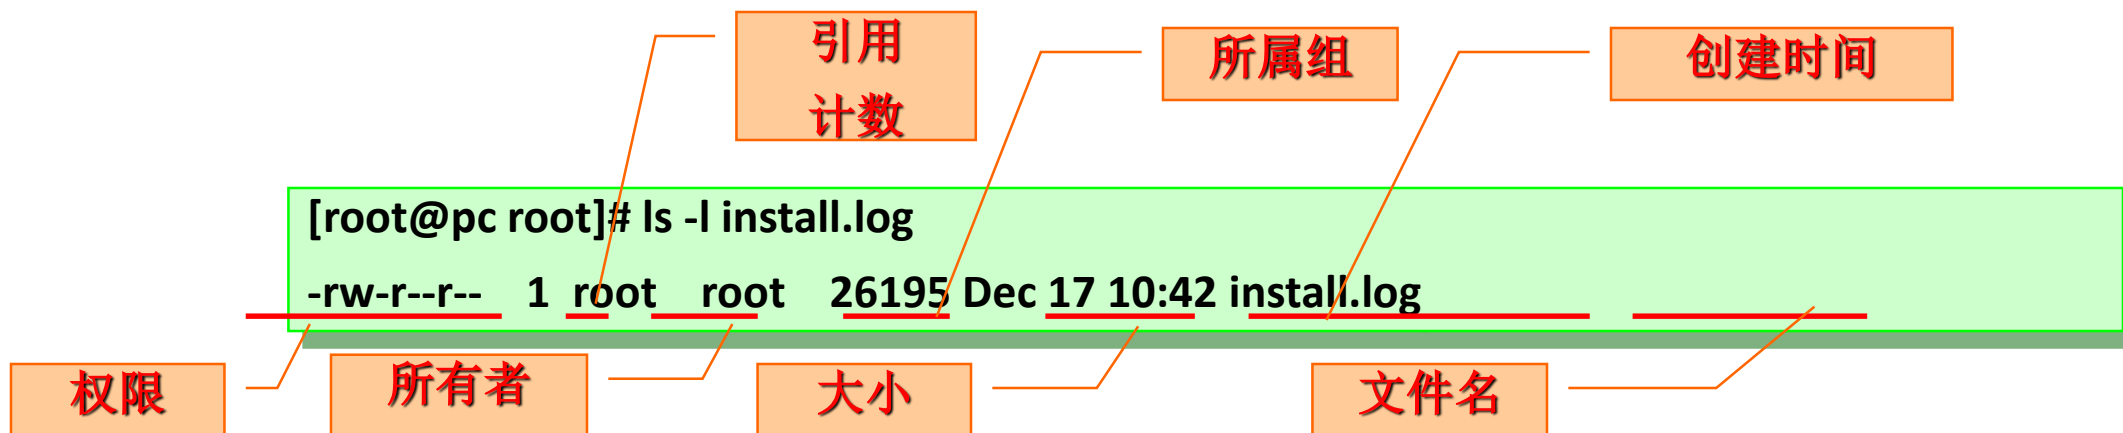 引用
计数
所属组
创建时间
[root@pc root]# ls -l install.log
-rw-r--r-- 1 root root 26195 Dec 17 10:42 install.log
权限
所有者
大小
文件名